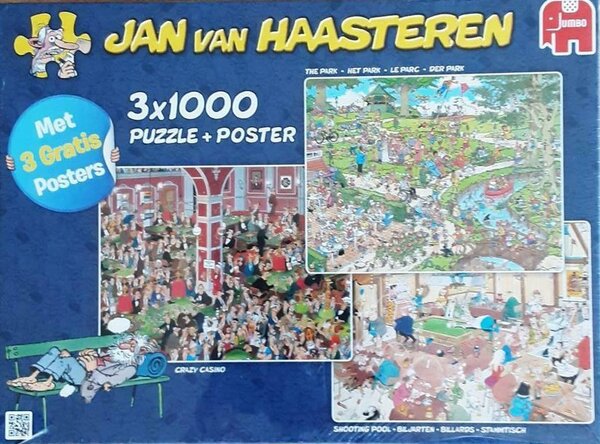 JAN VAN HAASTEREN
JUMBO
THE PARK - HET PARK - LE PARC - DER PARK
3x1000
PUZZLE + POSTER
Met
3 Gratis
Posters
CRAZY CASINO
SHOOTING POOL - BILJARTEN - BILLARDS - STAMMTISCH